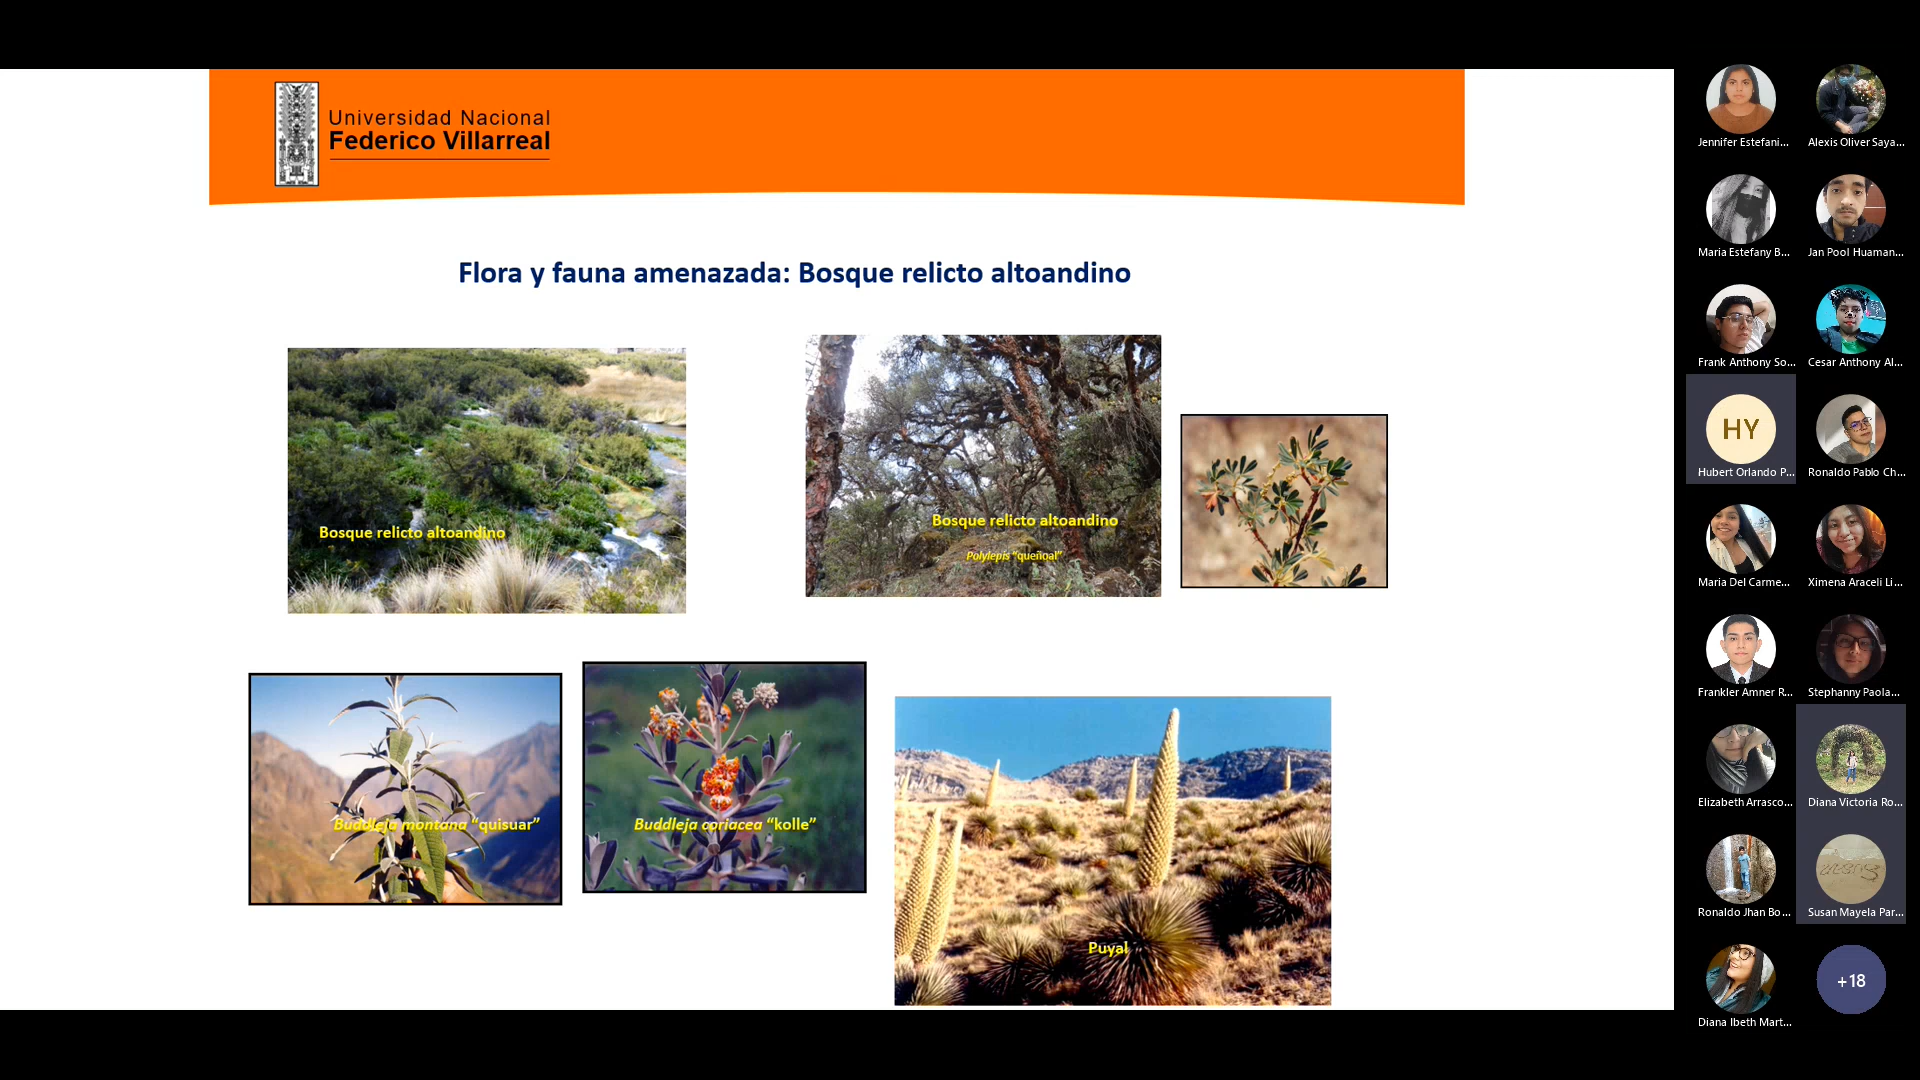 Universidad Nacional
Federico Villarreal
Flora y fauna amenazada: Bosque relicto altoandino
Bosque relicto altoandino
Bosque relicto altoandino
Polylepis "queñoal"
Buddleja montana "quisuar"
Buddleja coriacea "kolle"
Puyal
Jennifer Estefani...
Alexis Oliver Saya...
Maria Estefany B...
Jan Pool Huaman...
Frank Anthony So...
Cesar Anthony Al...
HY
Hubert Orlando P...
Ronaldo Pablo Ch...
Maria Del Carme...
Ximena Araceli Li...
Frankler Amner R...
Stephanny Paola...
Elizabeth Arrasco...
Diana Victoria Ro...
Ronaldo Jhan Bo...
Susan Mayela Par...
Diana Ibeth Mart...
+18